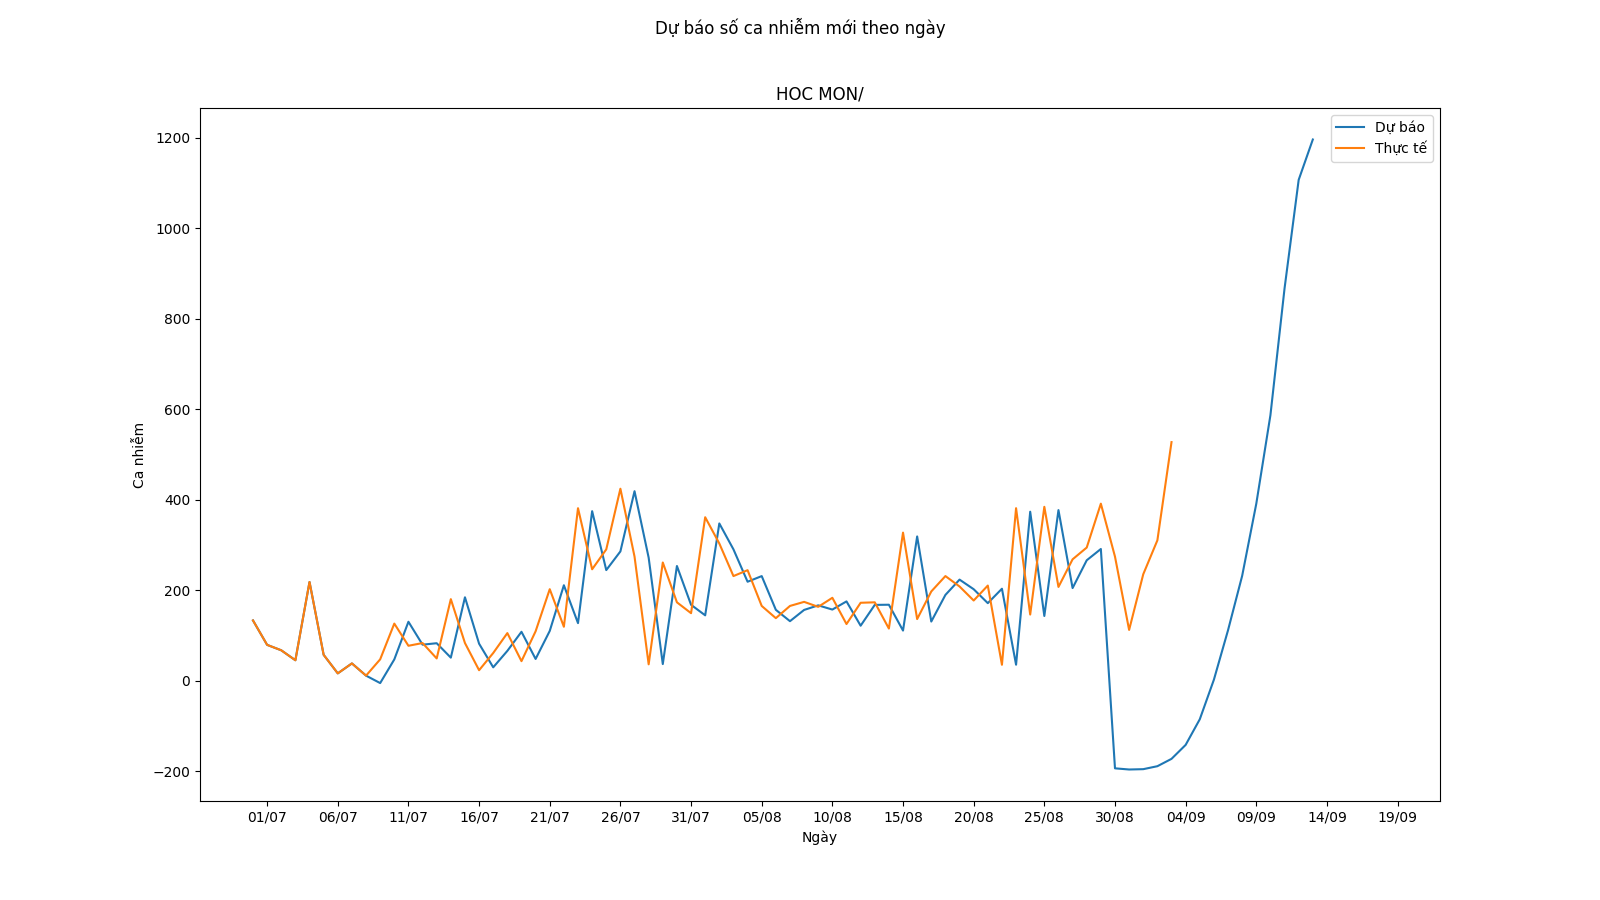 Dự báo số ca nhiễm mới theo ngày
HOC MON/
Dự báo
Thực tế
1200
1000
800
600
400
200
0
−200
Ca nhiễm
01/07 06/07 11/07 16/07 21/07 26/07 31/07 05/08 10/08 15/08 20/08 25/08 30/08 04/09 09/09 14/09 19/09
Ngày